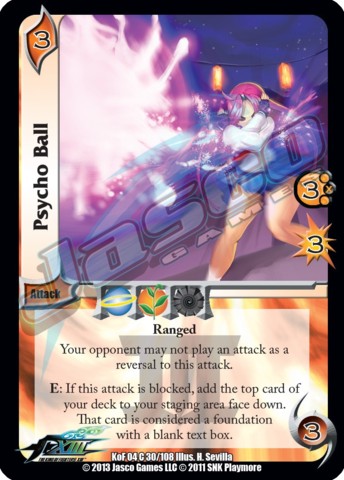 3
Psycho Ball
Jasco
GAMES
3
3
Attack
Ranged
Your opponent may not play an attack as a
reversal to this attack.
E: If this attack is blocked, add the top card of
your deck to your staging area face down.
That card is considered a foundation
with a blank text box.
XIII
3
KoF 04 C 30/108 Illus. H. Sevilla
© 2013 Jasco Games LLC © 2011 SNK Playmore